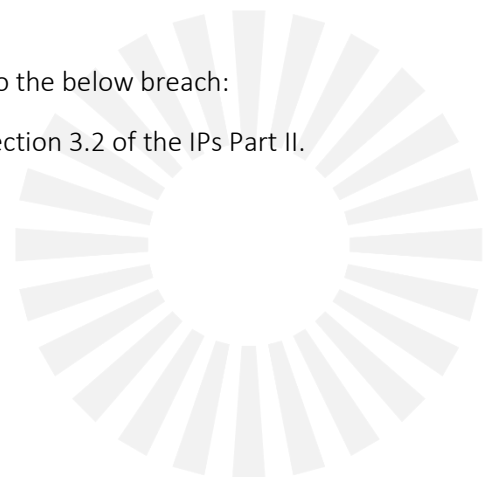 o the below breach:
ection 3.2 of the IPs Part II.